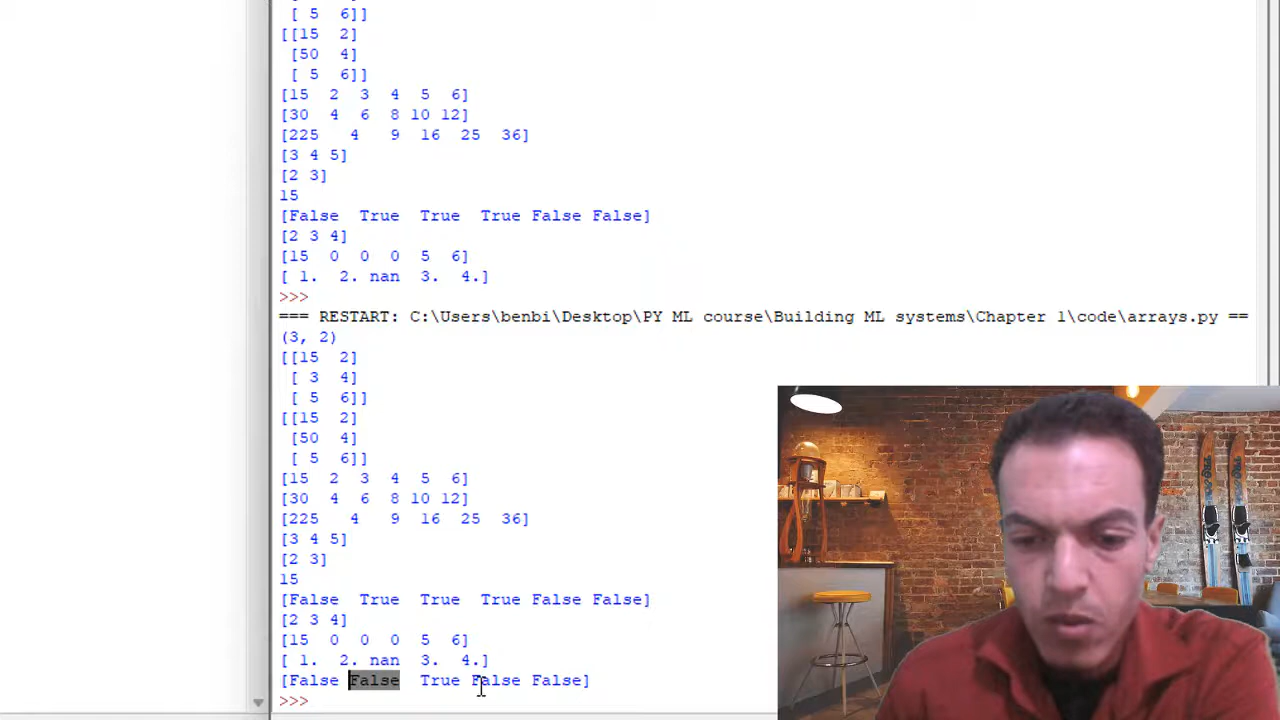 [ 5  6]]
[[15  2]
[50  4]
[ 5  6]]
[15  2  3  4  5  6]
[30  4  6  8 10 12]
[225   4   9  16  25  36]
[3 4 5]
[2 3]
15
[False  True  True  True False False]
[2 3 4]
[15  0  0  0  5  6]
[ 1.  2. nan  3.  4.]
>>>
=== RESTART: C:\Users\benbi\Desktop\PY ML course\Building ML systems\Chapter 1\code\arrays.py ==
(3, 2)
[[15  2]
[ 3  4]
[ 5  6]]
[[15  2]
[50  4]
[ 5  6]]
[15  2  3  4  5  6]
[30  4  6  8 10 12]
[225   4   9  16  25  36]
[3 4 5]
[2 3]
15
[False  True  True  True False False]
[2 3 4]
[15  0  0  0  5  6]
[ 1.  2. nan  3.  4.]
[False False  True False False]
>>>